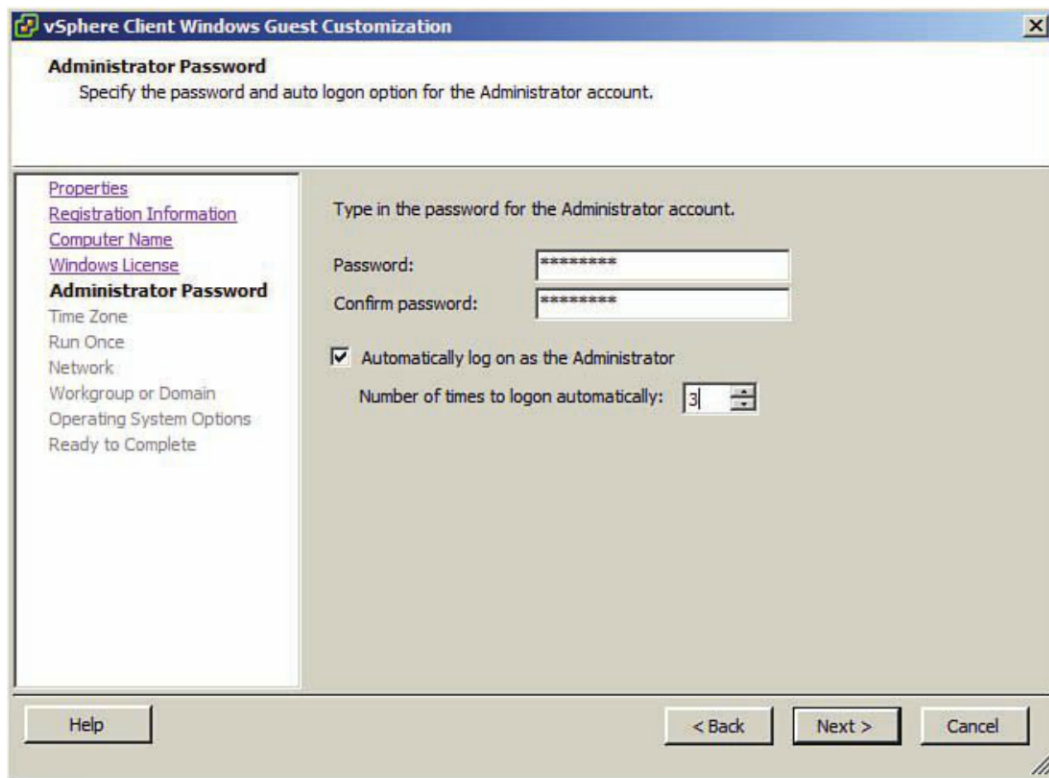 vSphere Client Windows Guest Customization
Administrator Password
Specify the password and auto logon option for the Administrator account.
Properties
Registration Information
Computer Name
Windows License
Administrator Password
Time Zone
Run Once
Network
Workgroup or Domain
Operating System Options
Ready to Complete
Type in the password for the Administrator account.
Password: ********
Confirm password: ********
Automatically log on as the Administrator
Number of times to logon automatically: 3
Help
< Back
Next >
Cancel